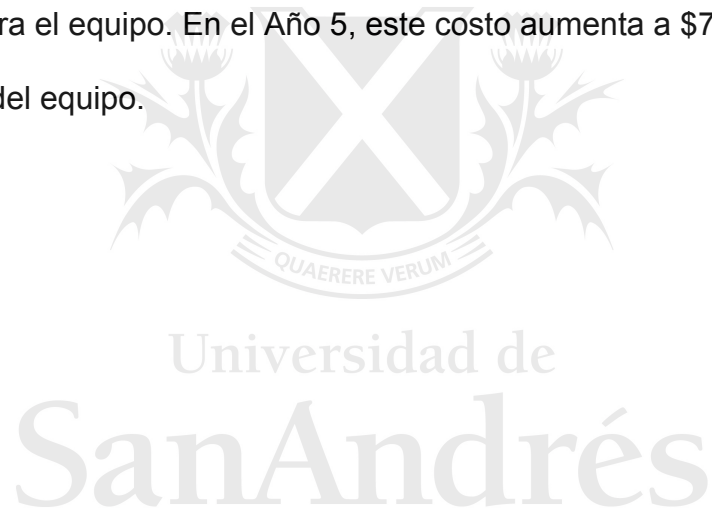 ra el equipo. En el Año 5, este costo aumenta a $7
del equipo.
QUAERERE VERUM
Universidad de
SanAndrés